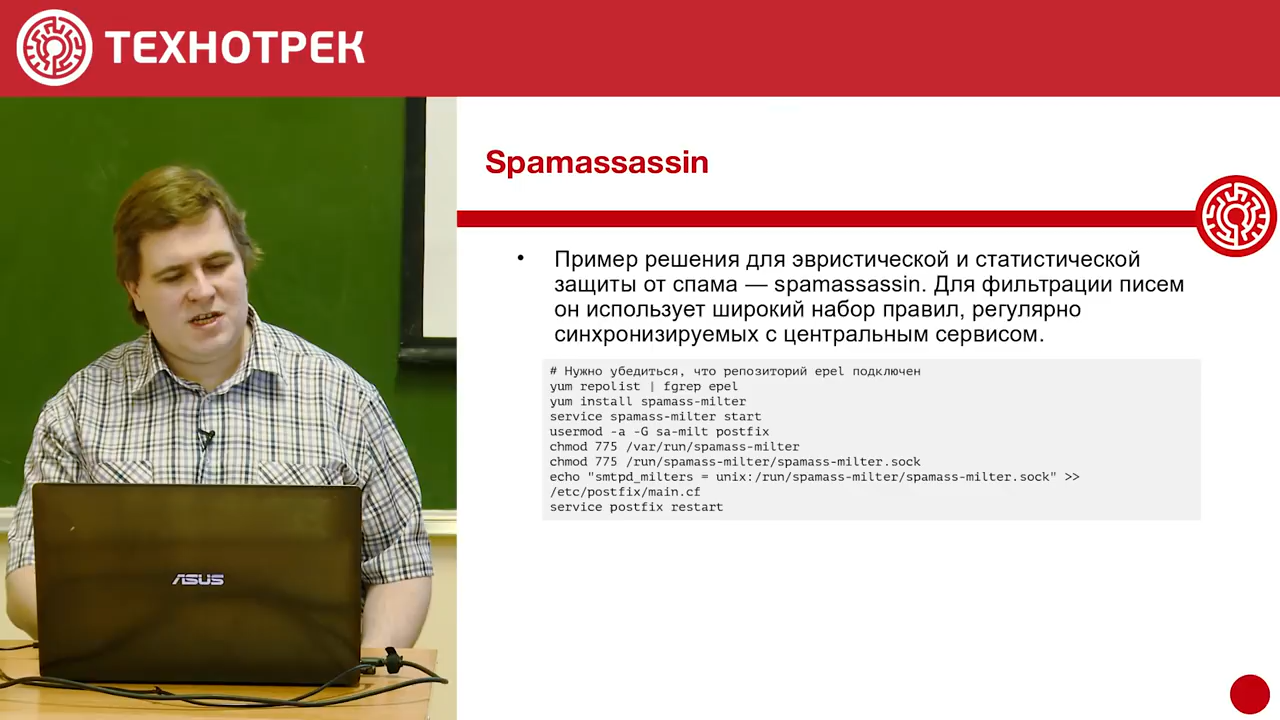 ТЕХНОТРЕК
Spamassassin
• Пример решения для эвристической и статистической
защиты от спама — spamassassin. Для фильтрации писем
он использует широкий набор правил, регулярно
синхронизируемых с центральным сервисом.
# Нужно убедиться, что репозиторий epel подключен
yum repolist | fgrep epel
yum install spamass-milter
service spamass-milter start
usermod -a -G sa-milt postfix
chmod 775 /var/run/spamass-milter
chmod 775 /run/spamass-milter/spamass-milter.sock
echo "smtpd_milters = unix:/run/spamass-milter/spamass-milter.sock" >>
/etc/postfix/main.cf
service postfix restart
ASUS